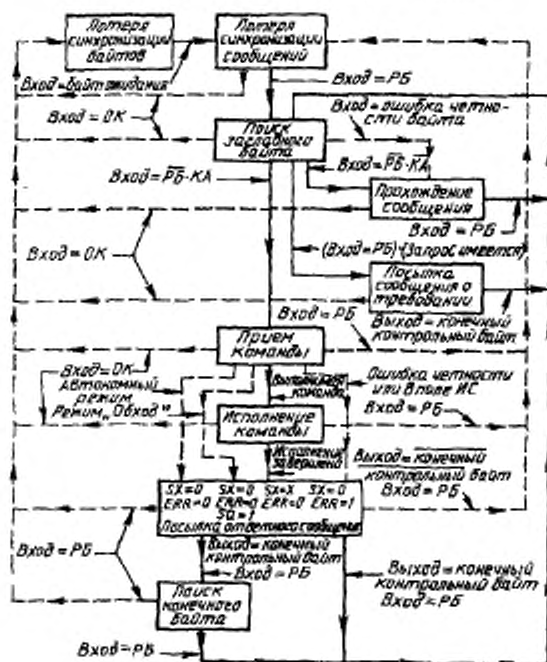 Потеря
синхронизации
байтов
Потеря
синхронизации
сообщений
Вход=РБ
Вход=байт ожидания
Вход=ошибка четно-
сти байта
Вход=ОК
Поиск
заглавного
байта
Вход=Р̅Б̅·КА
Вход=Р̅Б̅·КА
Прохождение
сообщения
Вход=РБ
Вход=ОК
(Вход=РБ)·(Запрос имеется)
Посылка
сообщения о
требовании
Выход=конечный
контрольный байт
Вход=РБ
Прием
команды
Вход=ОК
Автономный
режим
Режим „Обход"
Выполнимая
команда
Ошибка четности
или в поле ИС
Вход=РБ
Исполнение
команды
Исполнение
завершено
Выход=конечный
контрольный байт
Вход=РБ
SX=0 SX=0 SX=X SX=0
ERR=0 ERR=0 ERR=0 ERR=1
SQ=1
Посылка ответного сообщения
Вход=РБ
Выход=конечный
контрольный байт
Вход=РБ
Выход=конечный
контрольный байт
Вход=РБ
Поиск
конечного
байта
Вход=РБ